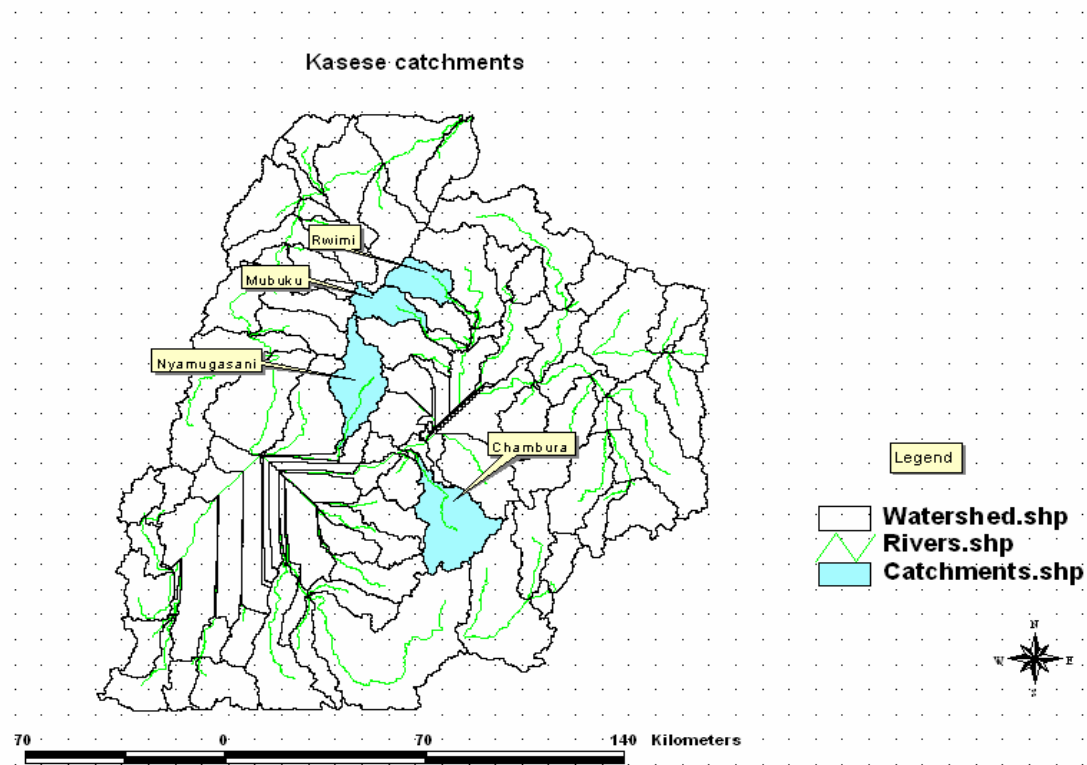 Kasese catchments
Rwimi
Mubuku
Nyamugasani
Chambura
Legend
Watershed.shp
Rivers.shp
Catchments.shp
N
W E
S
70 0 70 140 Kilometers